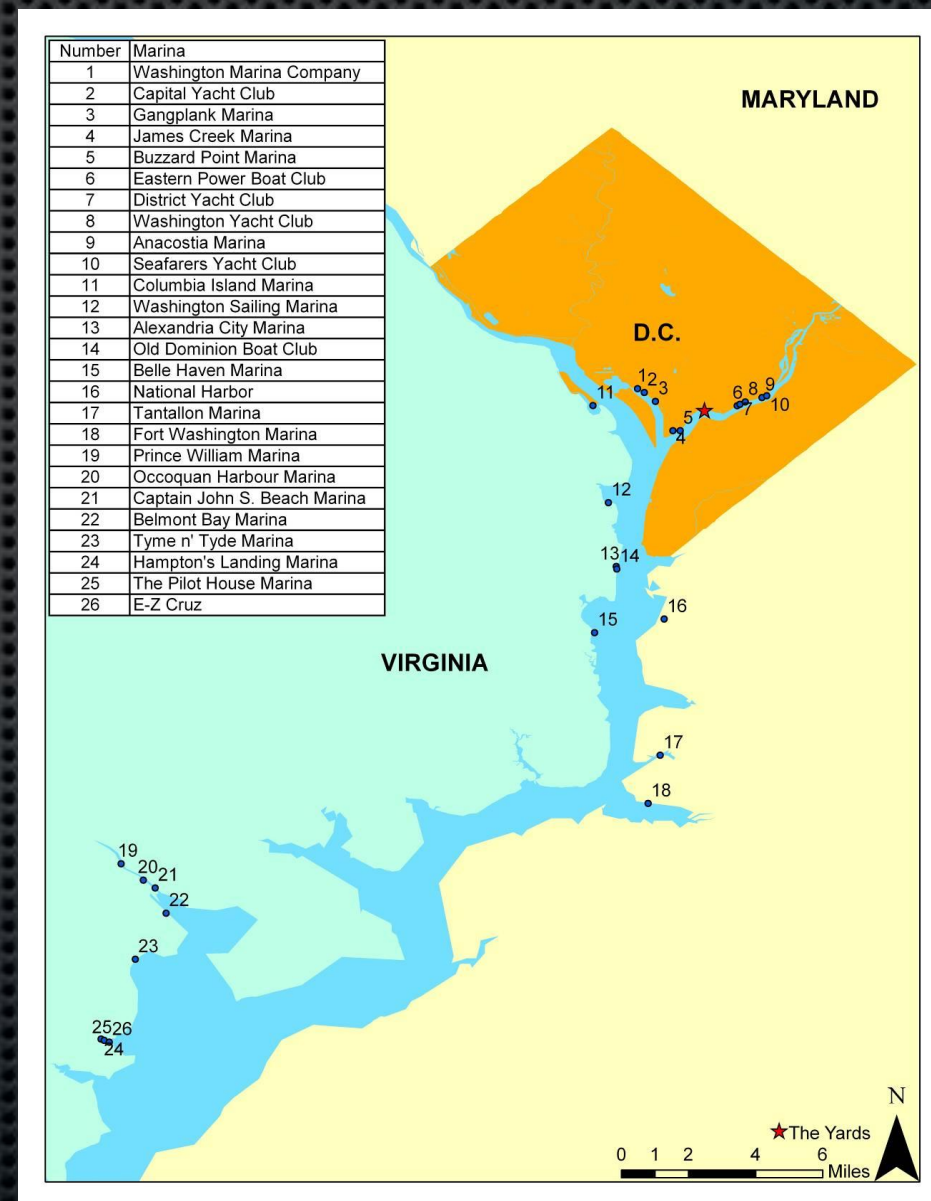 Number Marina
1 Washington Marina Company
2 Capital Yacht Club
3 Gangplank Marina
4 James Creek Marina
5 Buzzard Point Marina
6 Eastern Power Boat Club
7 District Yacht Club
8 Washington Yacht Club
9 Anacostia Marina
10 Seafarers Yacht Club
11 Columbia Island Marina
12 Washington Sailing Marina
13 Alexandria City Marina
14 Old Dominion Boat Club
15 Belle Haven Marina
16 National Harbor
17 Tantallon Marina
18 Fort Washington Marina
19 Prince William Marina
20 Occoquan Harbour Marina
21 Captain John S. Beach Marina
22 Belmont Bay Marina
23 Tyme n' Tyde Marina
24 Hampton's Landing Marina
25 The Pilot House Marina
26 E-Z Cruz
MARYLAND
D.C.
12 3
11
5
4
6 8 9
7 10
12
13 14
15
16
VIRGINIA
17
18
19
20
21
22
23
25 26
24
N
The Yards
0 1 2 4 6
Miles